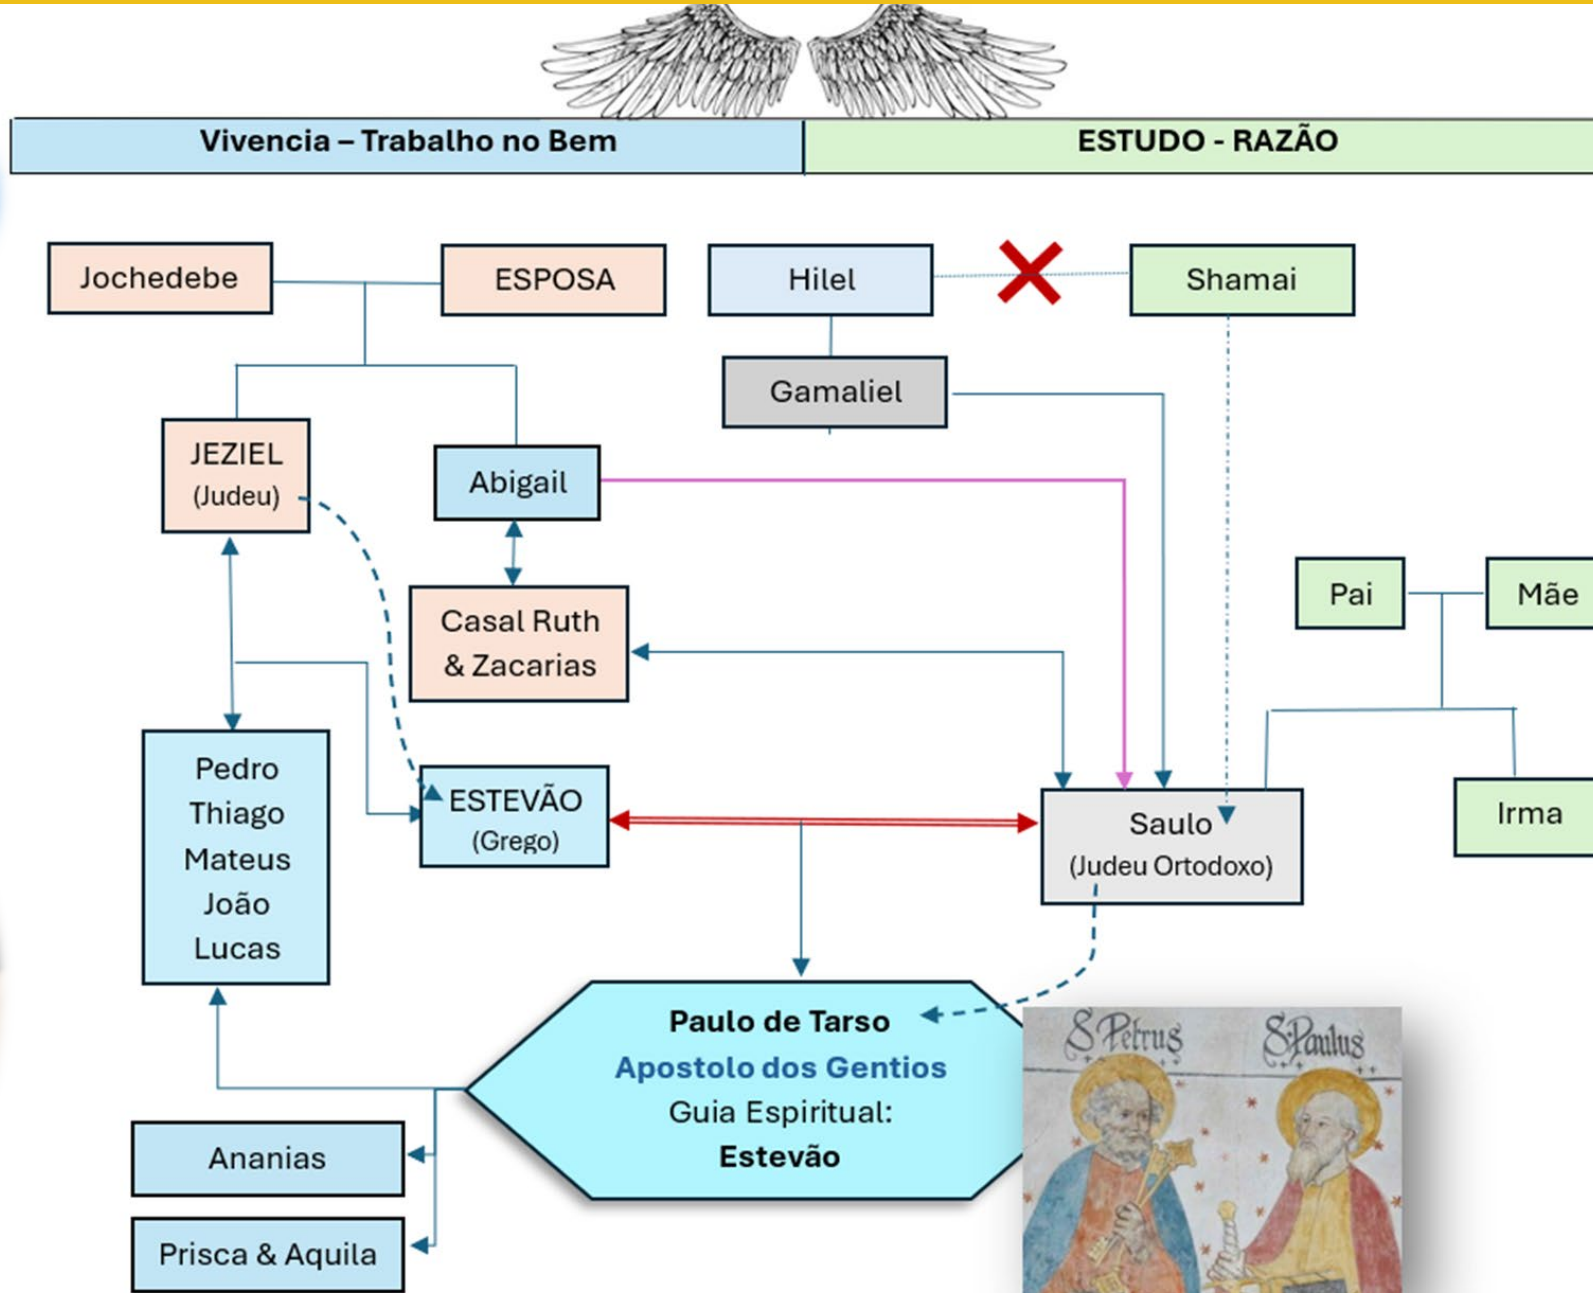 Vivencia – Trabalho no Bem
ESTUDO - RAZÃO
Jochedebe
ESPOSA
Hilel
Shamai
Gamaliel
JEZIEL
(Judeu)
Abigail
Casal Ruth
& Zacarias
Pai
Mãe
Pedro
Thiago
Mateus
João
Lucas
ESTEVÃO
(Grego)
Saulo
(Judeu Ortodoxo)
Irma
Paulo de Tarso
Apostolo dos Gentios
Guia Espiritual:
Estevão
S Petrus
S. Paulus
Ananias
Prisca & Aquila